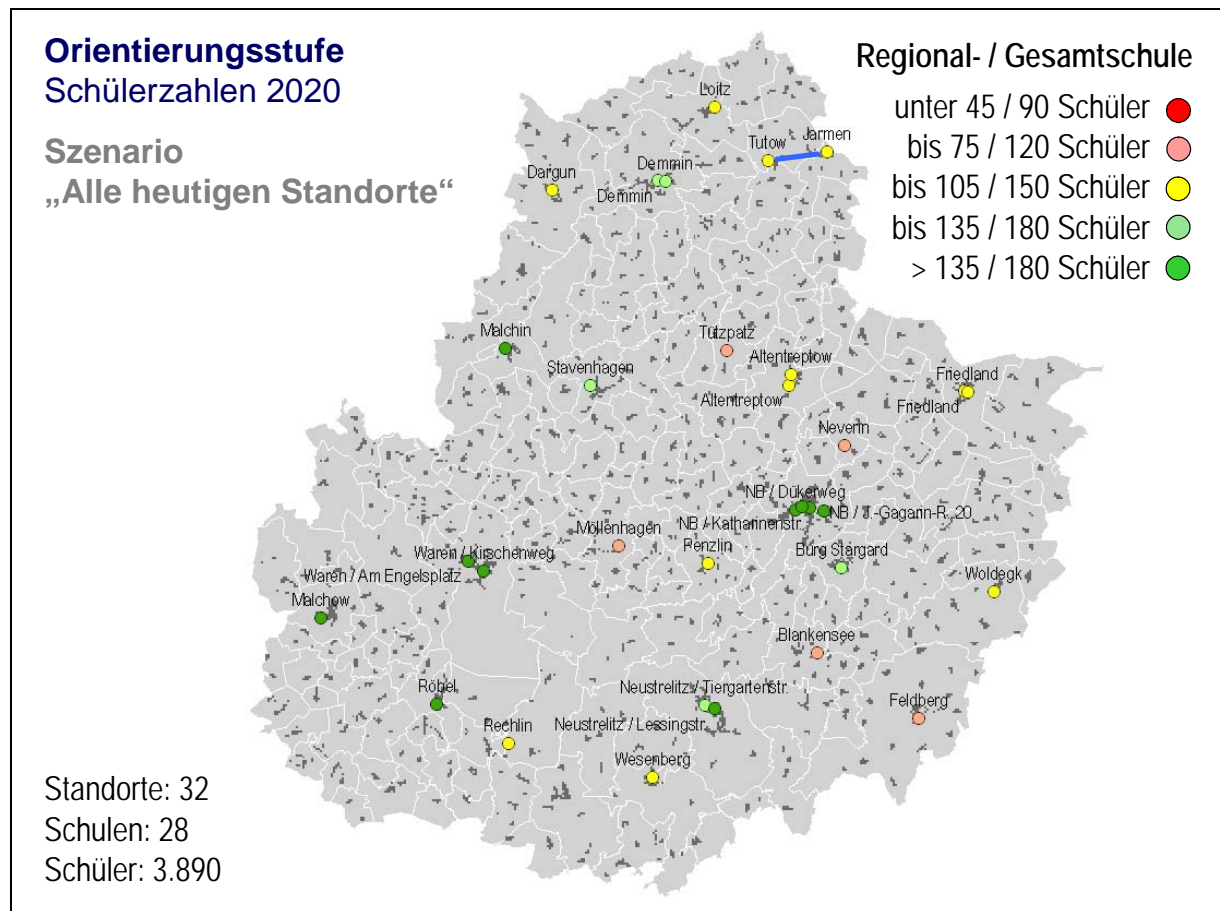 Orientierungsstufe
Schülerzahlen 2020
Szenario
„Alle heutigen Standorte“
Regional- / Gesamtschule
unter 45 / 90 Schüler
bis 75 / 120 Schüler
bis 105 / 150 Schüler
bis 135 / 180 Schüler
> 135 / 180 Schüler
Loitz
Jarmen
Tutow
Demmin
Dargun
Demmin
Malchin
Tützpatz
Altentreptow
Stavenhagen
Friedland
Altentreptow
Friedland
Neverin
NB / Dükerweg
NB / J.-Gagarin-R. 20
NB / Katharinenstr.
Möllenhagen
Waren / Kirschenweg
Penzlin
Burg Stargard
Waren / Am Engelsplatz
Woldegk
Malchow
Blankensee
Röbel
Neustrelitz / Tiergartenstr.
Feldberg
Rechlin
Neustrelitz / Lessingstr.
Wesenberg
Standorte: 32
Schulen: 28
Schüler: 3.890